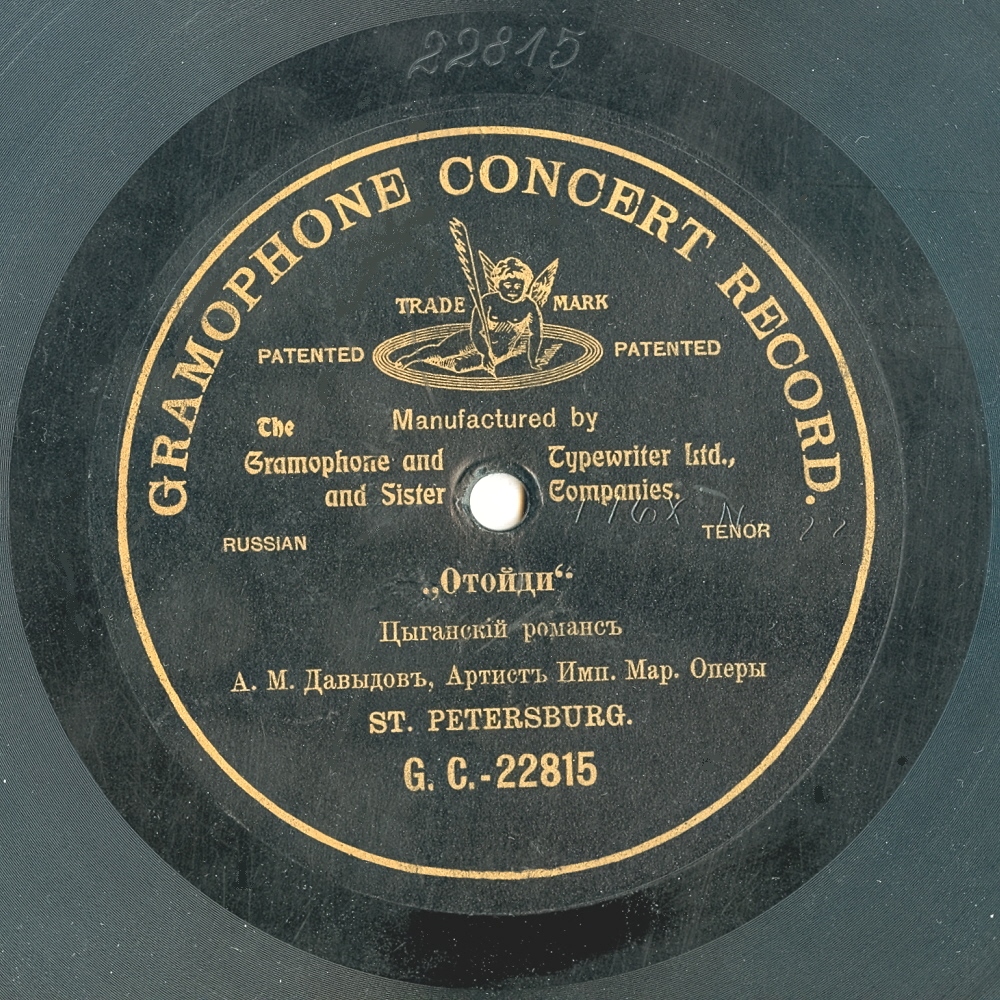 22815
GRAMOPHONE CONCERT RECORD.
TRADE MARK
PATENTED PATENTED
Manufactured by
The
Gramophone and Typewriter Ltd.,
and Sister Companies.
RUSSIAN TENOR
„Отойди“
Цыганскій романсъ
А. М. Давыдовъ, Артистъ Имп. Мар. Оперы
ST. PETERSBURG.
G. C.-22815